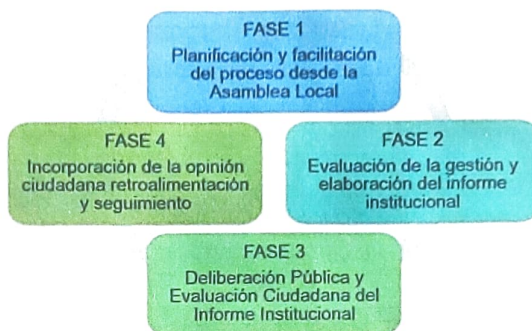 FASE 1
Planificación y facilitación
del proceso desde la
Asamblea Local
FASE 2
Evaluación de la gestión y
elaboración del informe
institucional
FASE 3
Deliberación Pública y
Evaluación Ciudadana del
Informe Institucional
FASE 4
Incorporación de la opinión
ciudadana retroalimentación
y seguimiento